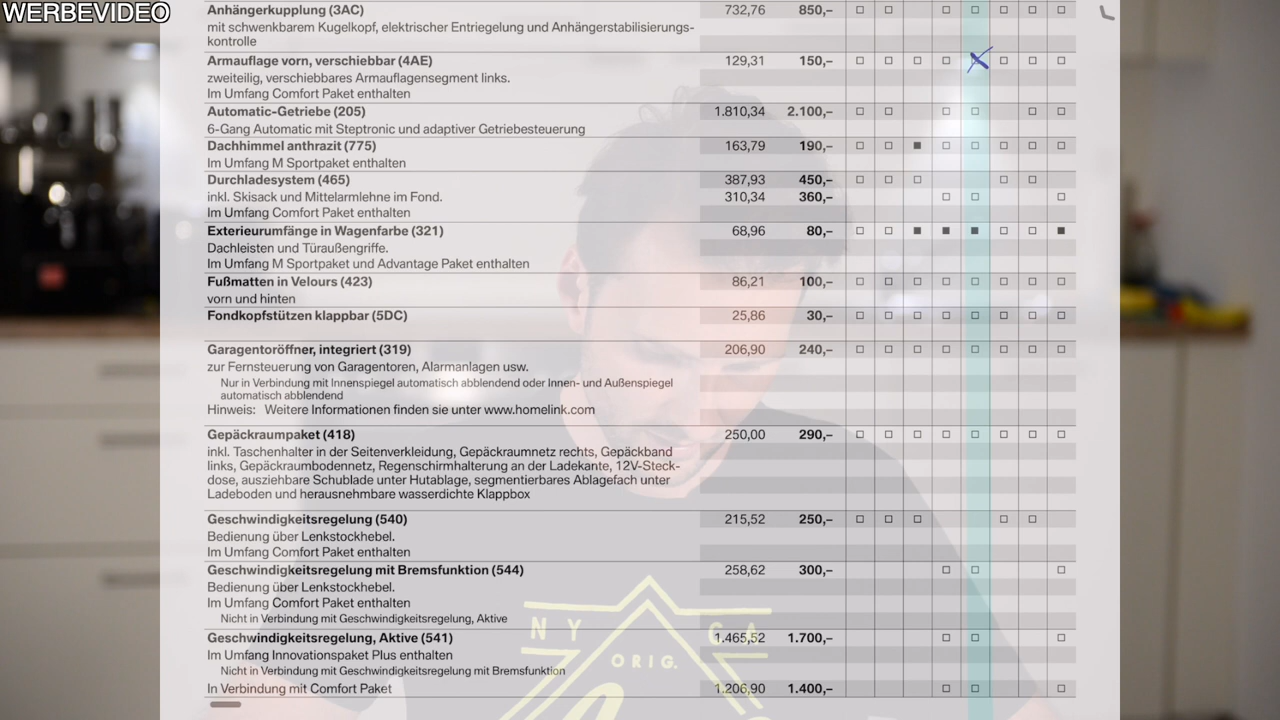 WERBEVIDEO
Anhängerkupplung (3AC) 732,76 850,– □ □ □ □ □ □ □ □
mit schwenkbarem Kugelkopf, elektrischer Entriegelung und Anhängerstabilisierungs-
kontrolle
Armauflage vorn, verschiebbar (4AE) 129,31 150,– □ □ □ □ □ □ □
zweiteilig, verschiebbares Armauflagensegment links.
Im Umfang Comfort Paket enthalten
Automatic-Getriebe (205) 1.810,34 2.100,– □ □ □ □ □ □
6-Gang Automatic mit Steptronic und adaptiver Getriebesteuerung
Dachhimmel anthrazit (775) 163,79 190,– □ □ ■ □ □ □ □ □
Im Umfang M Sportpaket enthalten
Durchladesystem (465) 387,93 450,– □ □ □ □ □
inkl. Skisack und Mittelarmlehne im Fond. 310,34 360,– □ □ □
Im Umfang Comfort Paket enthalten
Exterieurumfänge in Wagenfarbe (321) 68,96 80,– □ □ ■ ■ ■ □ □ ■
Dachleisten und Türaußengriffe.
Im Umfang M Sportpaket und Advantage Paket enthalten
Fußmatten in Velours (423) 86,21 100,– □ □ □ □ □ □ □ □
vorn und hinten
Fondkopfstützen klappbar (5DC) 25,86 30,– □ □ □ □ □ □ □ □
Garagentoröffner, integriert (319) 206,90 240,– □ □ □ □ □ □ □ □
zur Fernsteuerung von Garagentoren, Alarmanlagen usw.
Nur in Verbindung mit Innenspiegel automatisch abblendend oder Innen- und Außenspiegel
automatisch abblendend
Hinweis: Weitere Informationen finden sie unter www.homelink.com
Gepäckraumpaket (418) 250,00 290,– □ □ □ □ □ □ □ □
inkl. Taschenhalter in der Seitenverkleidung, Gepäckraumnetz rechts, Gepäckband
links, Gepäckraumbodennetz, Regenschirmhalterung an der Ladekante, 12V-Steck-
dose, ausziehbare Schublade unter Hutablage, segmentierbares Ablagefach unter
Ladeboden und herausnehmbare wasserdichte Klappbox
Geschwindigkeitsregelung (540) 215,52 250,– □ □ □ □ □
Bedienung über Lenkstockhebel.
Im Umfang Comfort Paket enthalten
Geschwindigkeitsregelung mit Bremsfunktion (544) 258,62 300,– □ □ □
Bedienung über Lenkstockhebel.
Im Umfang Comfort Paket enthalten
Nicht in Verbindung mit Geschwindigkeitsregelung, Aktive
Geschwindigkeitsregelung, Aktive (541) 1.465,52 1.700,– □ □ □
Im Umfang Innovationspaket Plus enthalten
Nicht in Verbindung mit Geschwindigkeitsregelung mit Bremsfunktion
In Verbindung mit Comfort Paket 1.206,90 1.400,– □ □ □
NY CA
ORIG.